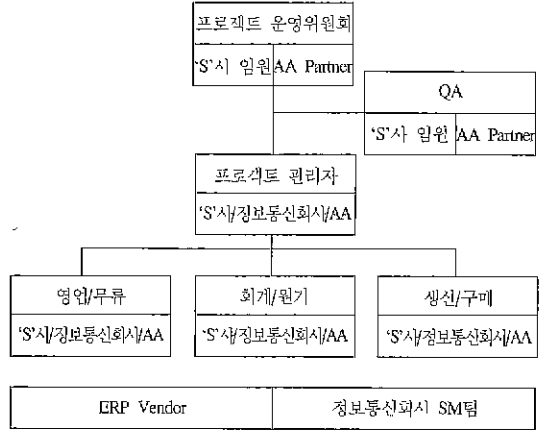 프로젝트 운영위원회
'S'사 임원 AA Partner
QA
'S'사 임원 AA Partner
프로젝트 관리자
'S'사/정보통신회사/AA
영업/물류 회계/원가 생산/구매
'S'사/정보통신회사/AA 'S'사/정보통신회사/AA 'S'사/정보통신회사/AA
ERP Vendor 정보통신회사 SM팀